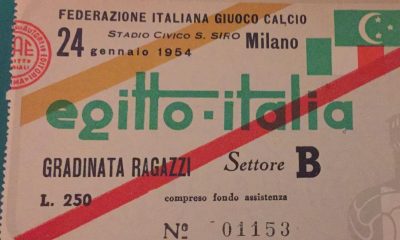 FEDERAZIONE ITALIANA GIUOCO CALCIO
24 gennaio 1954
STADIO CIVICO S. SIRO Milano
egitto-italia
GRADINATA RAGAZZI Settore B
L. 250 compreso fondo assistenza
Nº 01153